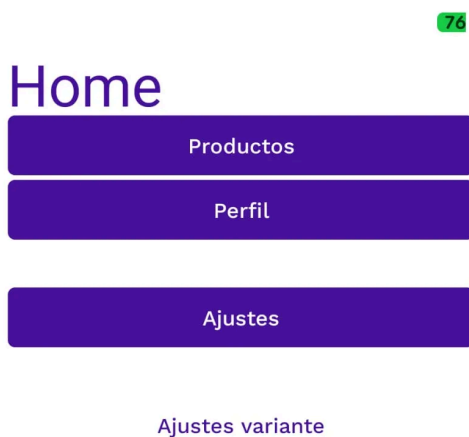 76
Home
Productos
Perfil
Ajustes
Ajustes variante